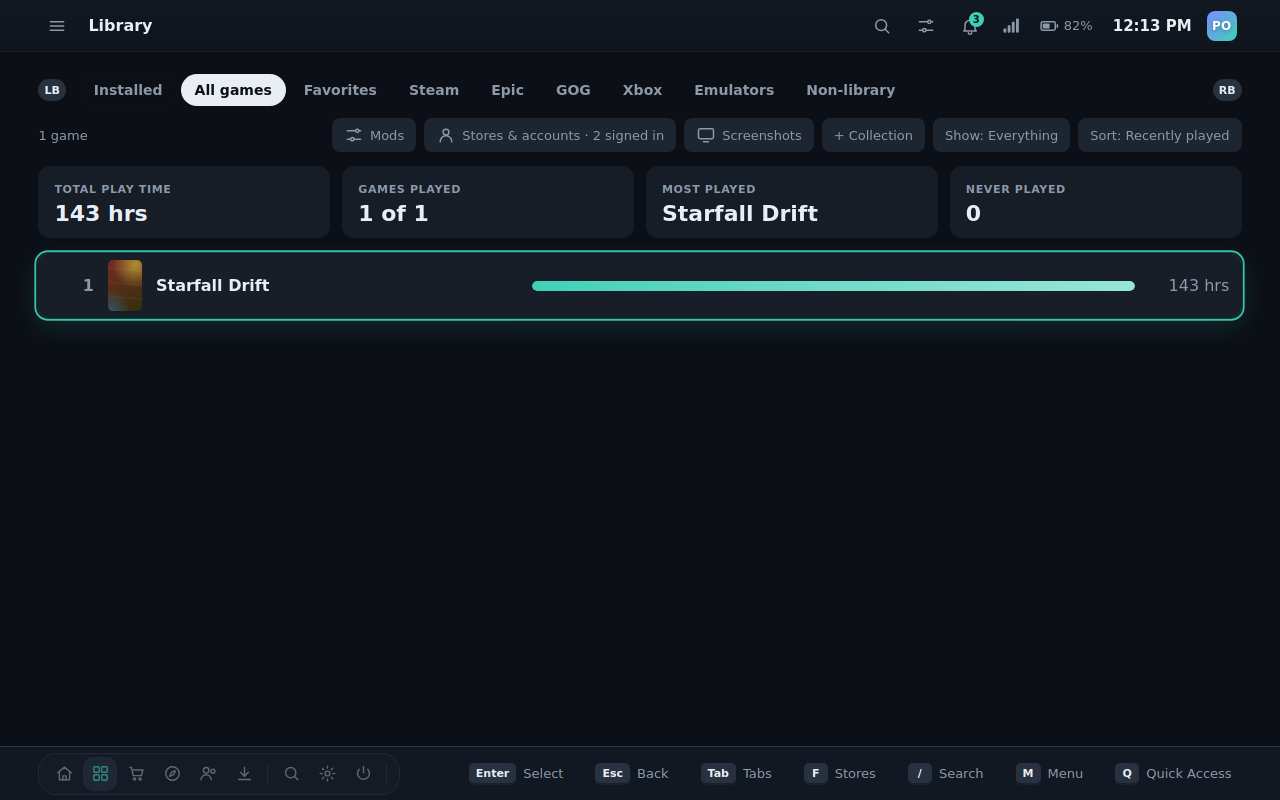 Library
3
82%
12:13 PM
PO
LB
Installed
All games
Favorites
Steam
Epic
GOG
Xbox
Emulators
Non-library
RB
1 game
Mods
Stores & accounts · 2 signed in
Screenshots
+ Collection
Show: Everything
Sort: Recently played
TOTAL PLAY TIME
143 hrs
GAMES PLAYED
1 of 1
MOST PLAYED
Starfall Drift
NEVER PLAYED
0
1
Starfall Drift
143 hrs
Enter Select
Esc Back
Tab Tabs
F Stores
/ Search
M Menu
Q Quick Access